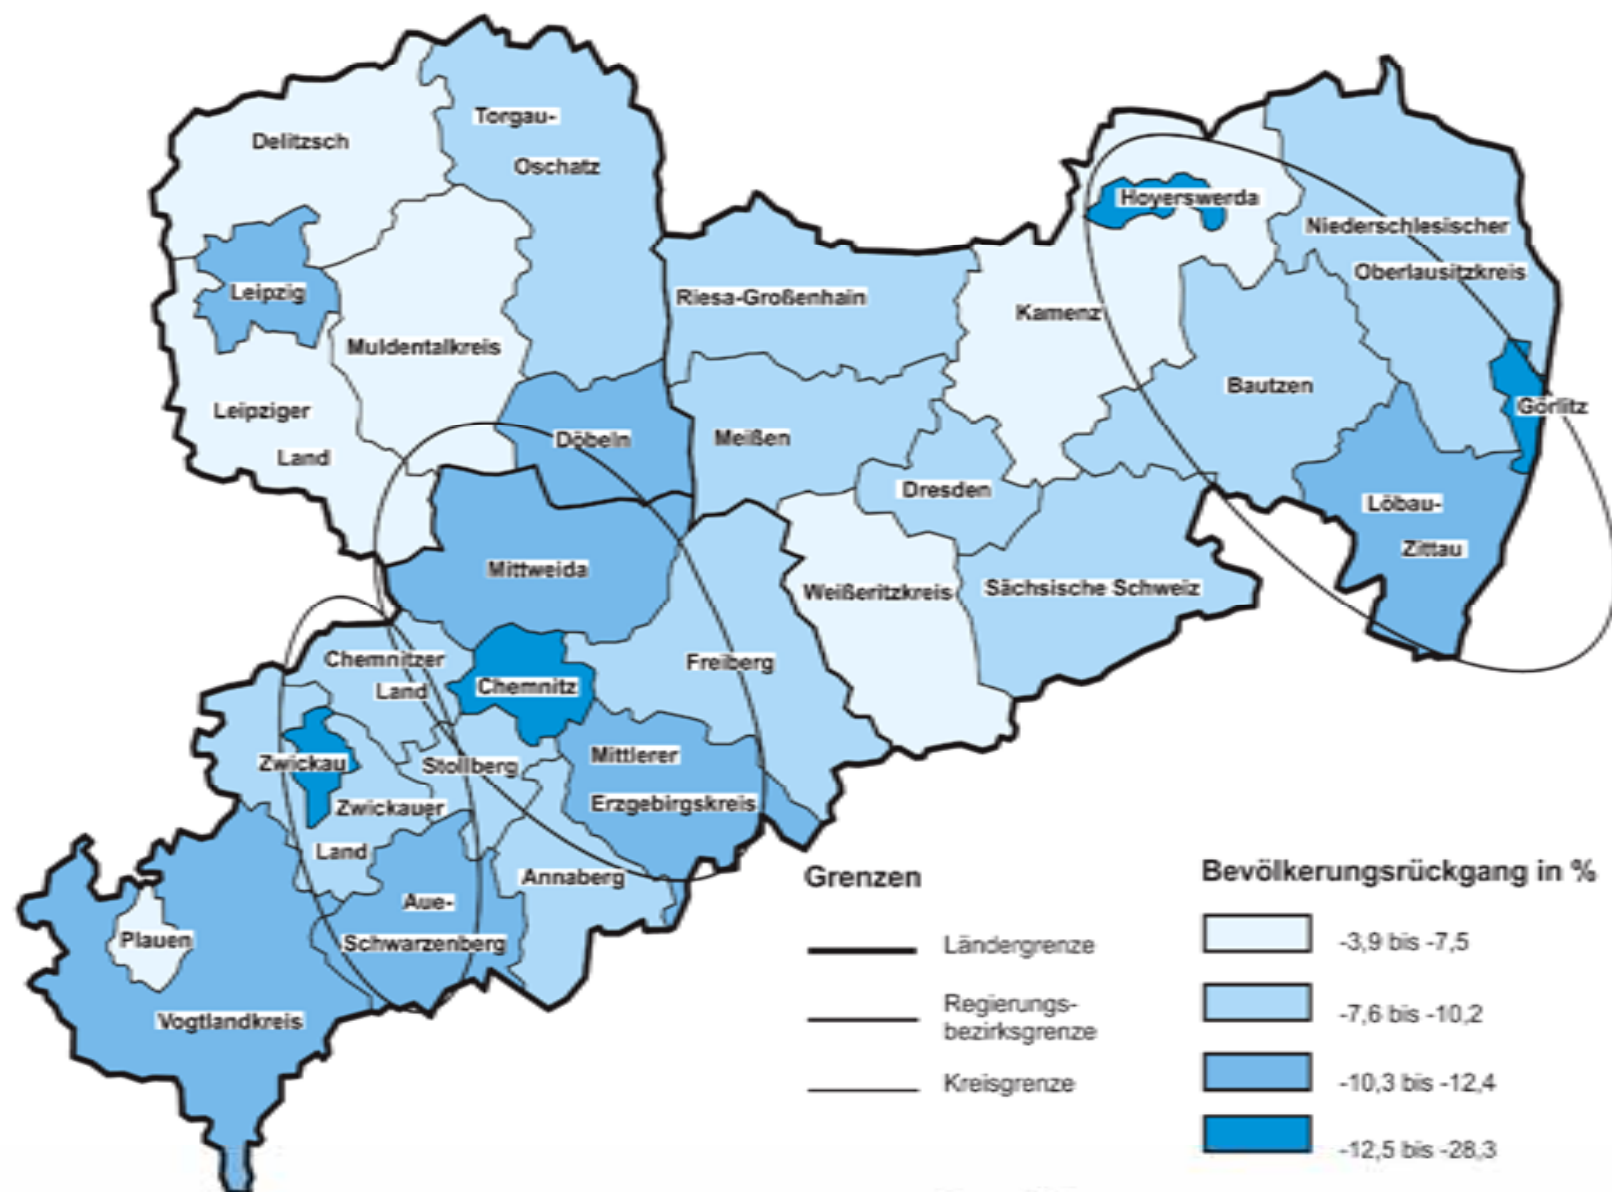 Torgau-
Oschatz
Delitzsch
Hoyerswerda
Niederschlesischer
Oberlausitzkreis
Leipzig
Riesa-Großenhain
Kamenz
Muldentalkreis
Bautzen
Görlitz
Leipziger
Land
Döbeln
Meißen
Dresden
Löbau-
Zittau
Mittweida
Weißeritzkreis
Sächsische Schweiz
Chemnitzer
Land
Chemnitz
Freiberg
Zwickau
Stollberg
Mittlerer
Erzgebirgskreis
Zwickauer
Land
Annaberg
Aue-
Schwarzenberg
Plauen
Vogtlandkreis
Grenzen
Ländergrenze
Regierungs-
bezirksgrenze
Kreisgrenze
Bevölkerungsrückgang in %
-3,9 bis -7,5
-7,6 bis -10,2
-10,3 bis -12,4
-12,5 bis -28,3